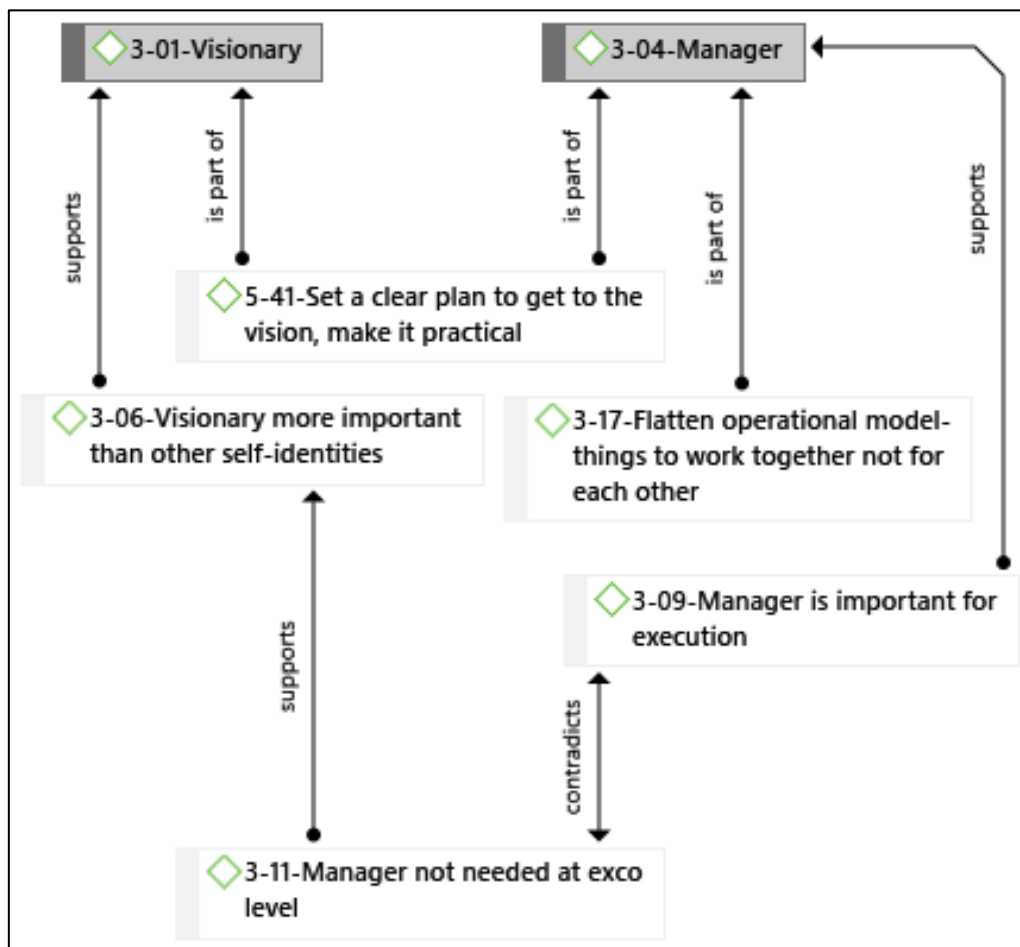 3-01-Visionary
3-04-Manager
supports
is part of
is part of
is part of
supports
5-41-Set a clear plan to get to the
vision, make it practical
3-06-Visionary more important
than other self-identities
3-17-Flatten operational model-
things to work together not for
each other
3-09-Manager is important for
execution
supports
contradicts
3-11-Manager not needed at exco
level